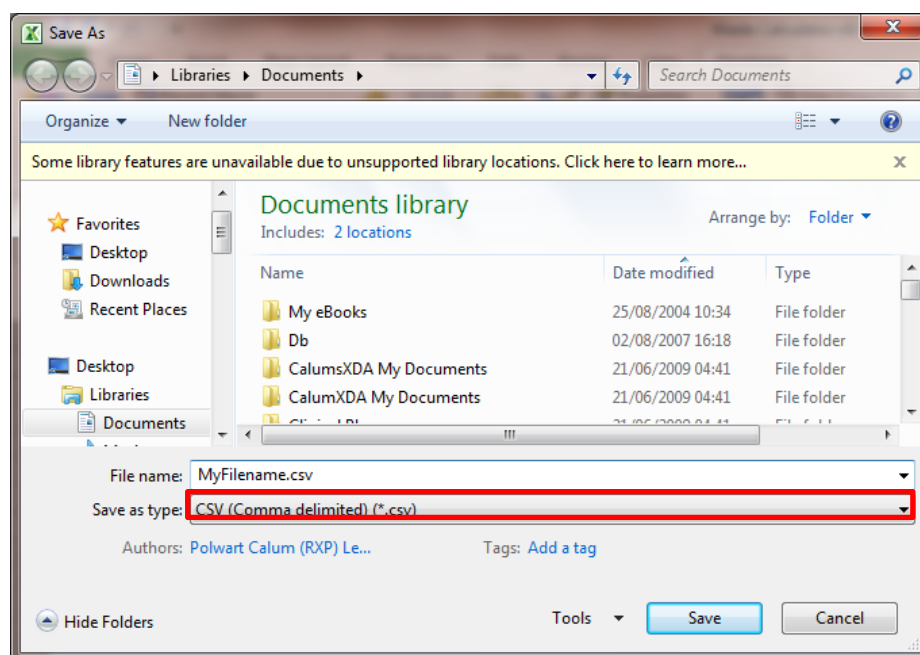 Save As
Libraries Documents
Search Documents
Organize New folder
Some library features are unavailable due to unsupported library locations. Click here to learn more...
Favorites
Desktop
Downloads
Recent Places
Desktop
Libraries
Documents
Documents library
Includes: 2 locations
Arrange by: Folder
Name Date modified Type
My eBooks 25/08/2004 10:34 File folder
Db 02/08/2007 16:18 File folder
CalumsXDA My Documents 21/06/2009 04:41 File folder
CalumXDA My Documents 21/06/2009 04:41 File folder
File name: MyFilename.csv
Save as type: CSV (Comma delimited) (*.csv)
Authors: Polwart Calum (RXP) Le... Tags: Add a tag
Hide Folders Tools Save Cancel